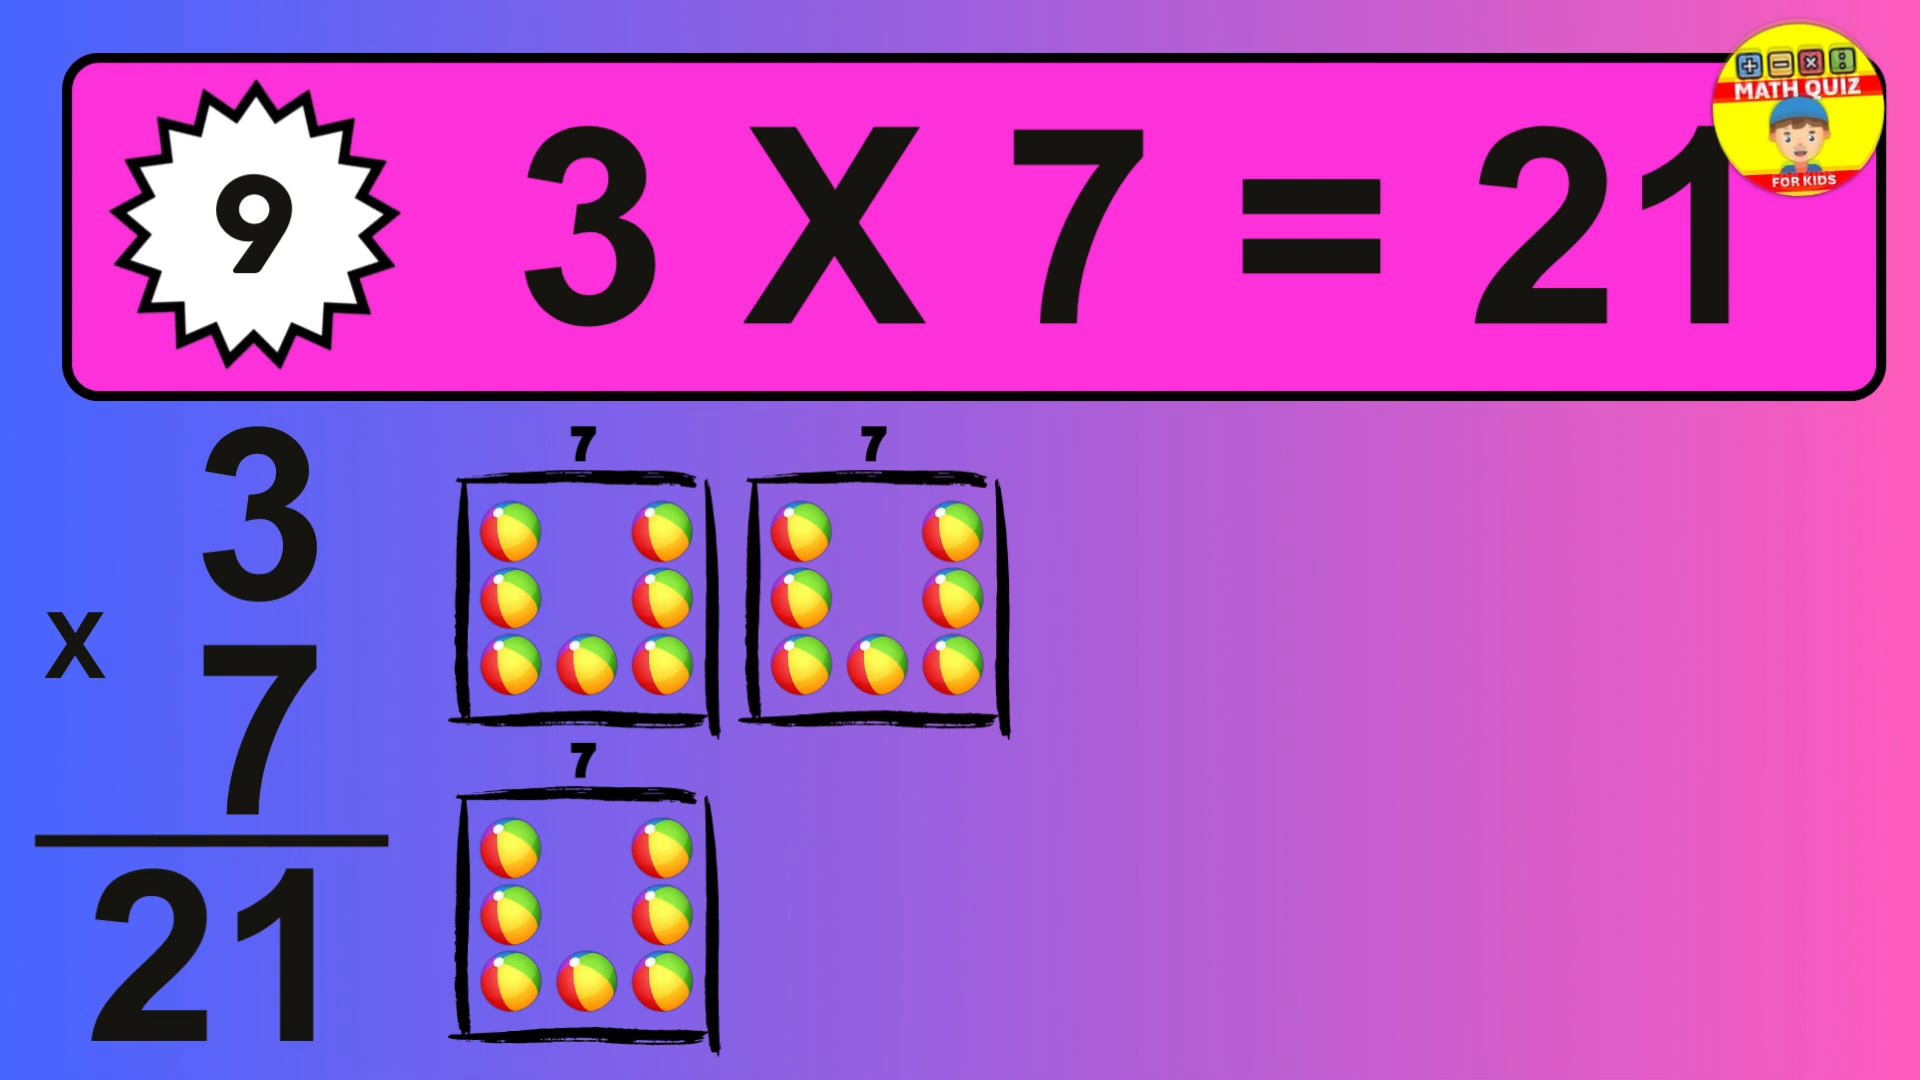 9
3 X 7 = 21
+ - × :
MATH QUIZ
FOR KIDS
3
x
7
21
7
7
7